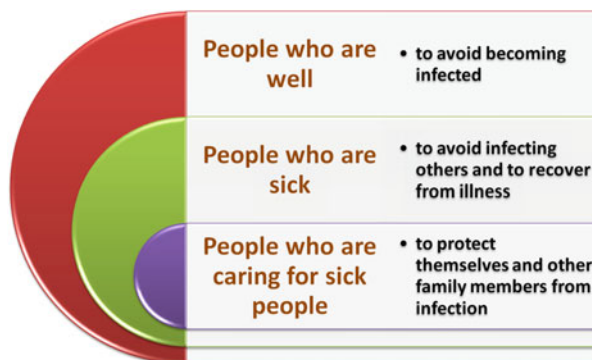 People who are
well
• to avoid becoming
infected
People who are
sick
• to avoid infecting
others and to recover
from illness
People who are
caring for sick
people
• to protect
themselves and other
family members from
infection